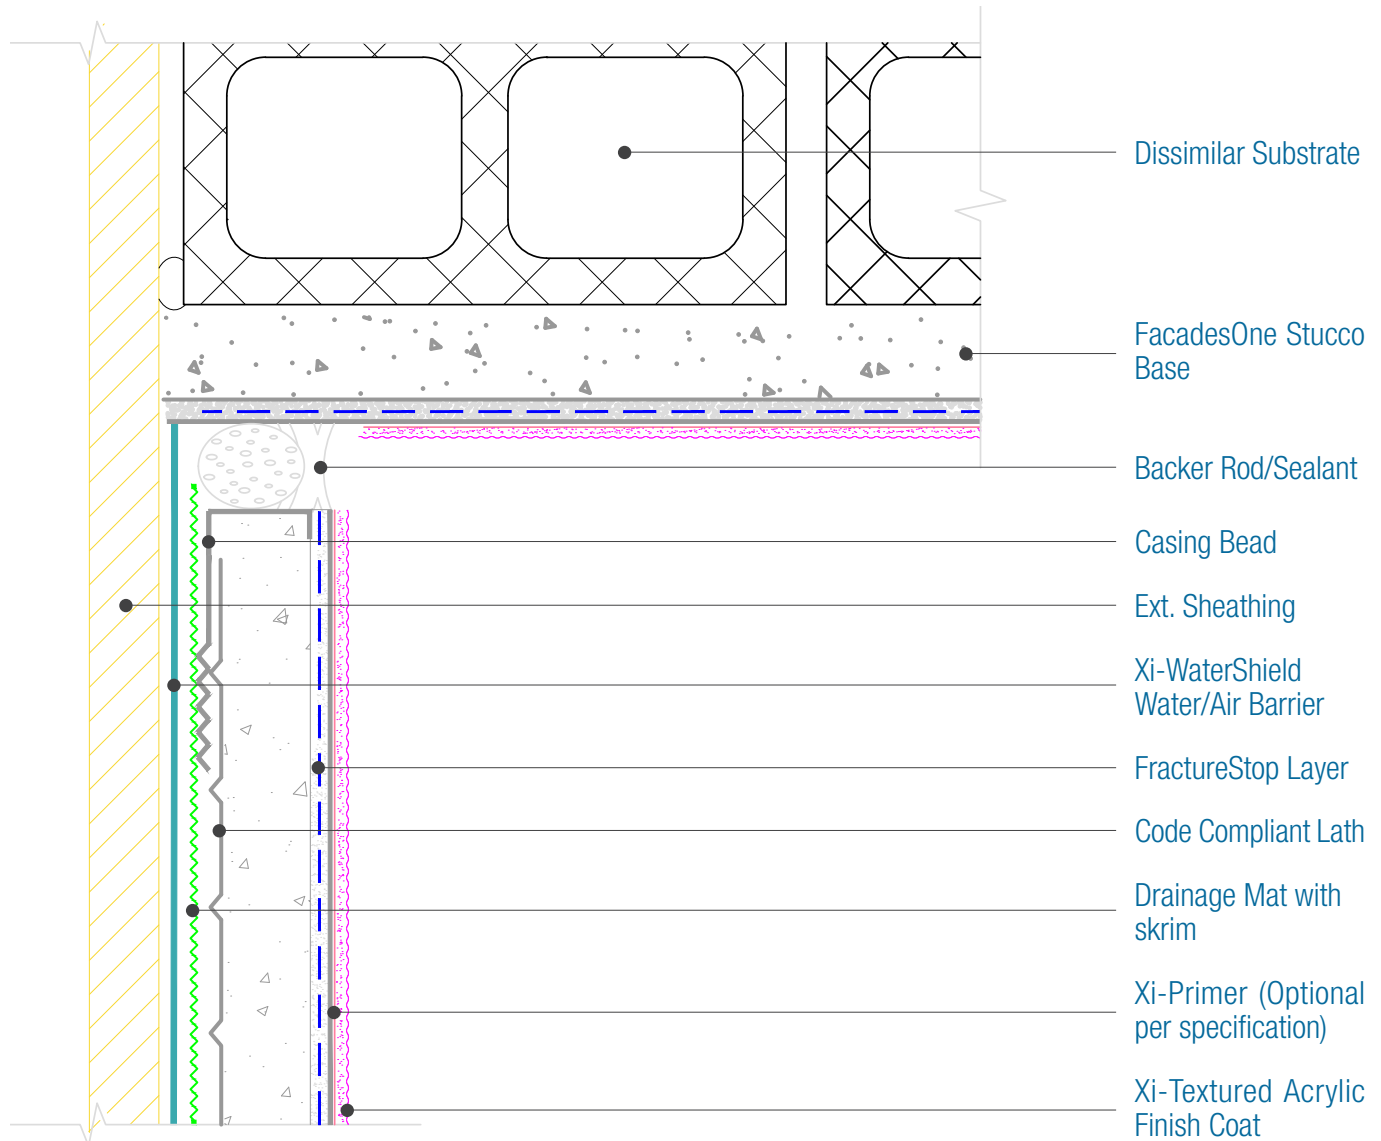 Dissimilar Substrate
FacadesOne Stucco
Base
Backer Rod/Sealant
Casing Bead
Ext. Sheathing
Xi-WaterShield
Water/Air Barrier
FractureStop Layer
Code Compliant Lath
Drainage Mat with
skrim
Xi-Primer (Optional
per specification)
Xi-Textured Acrylic
Finish Coat